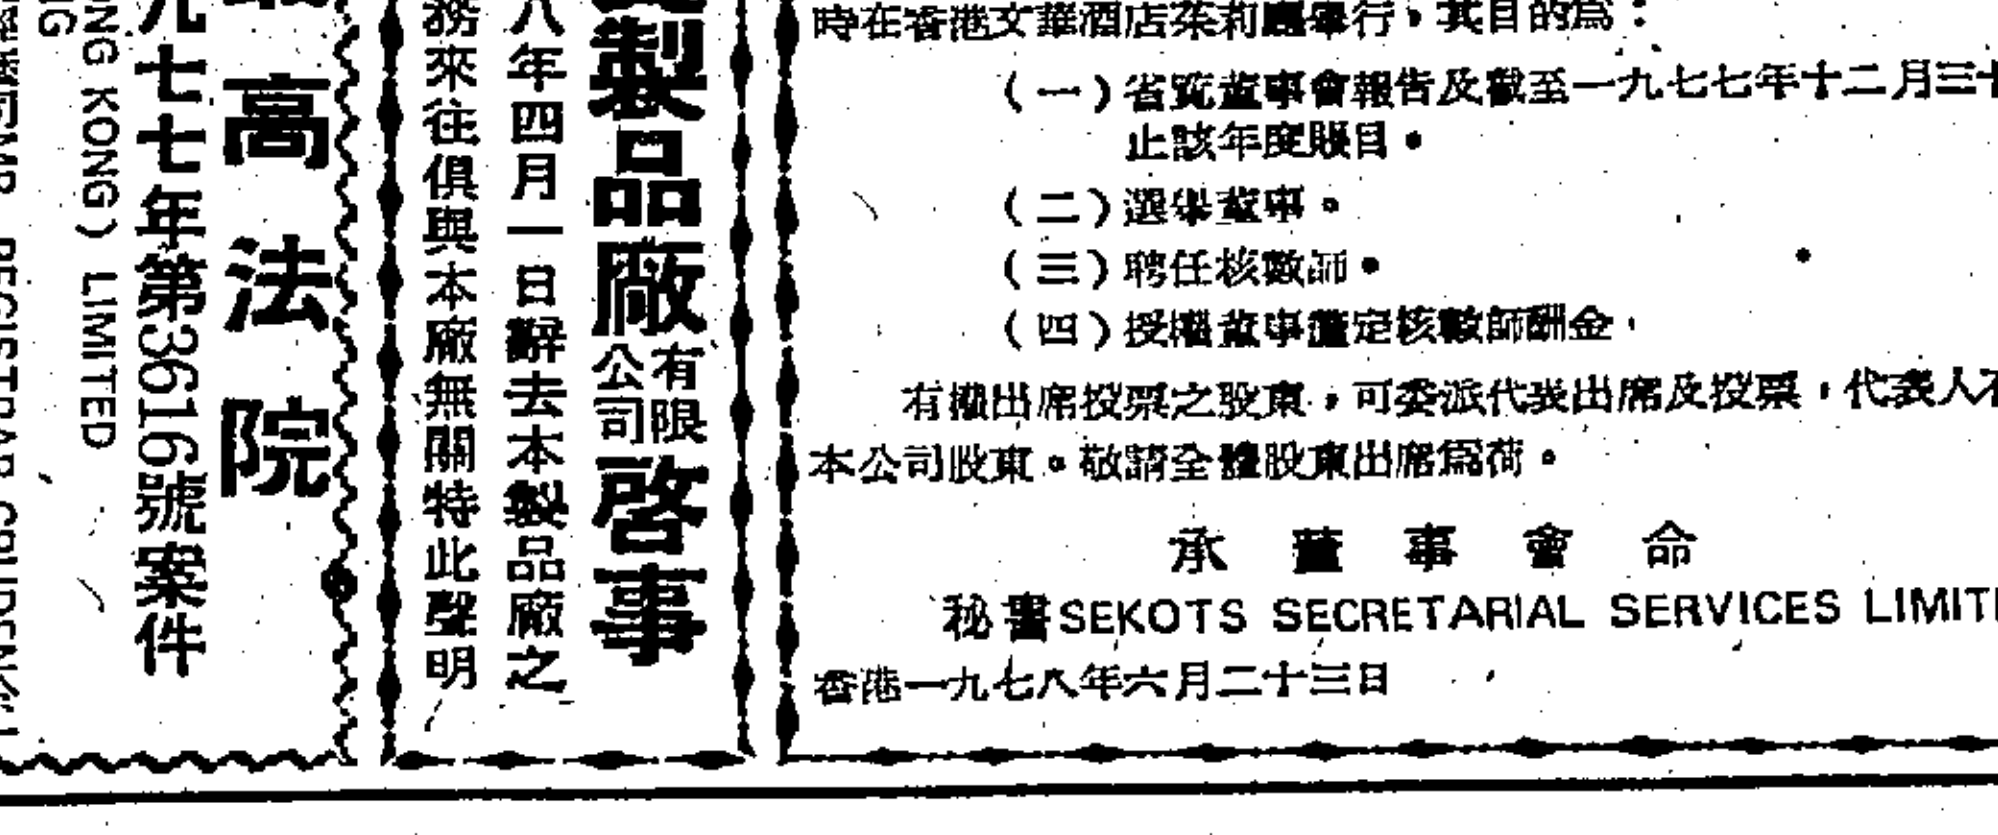 時在香港文華酒店茱莉廳舉行，其目的為：
（一）省覽董事會報告及截至一九七七年十二月三十
止該年度賬目。
（二）選舉董事。
（三）聘任核數師。
（四）授權董事釐定核數師酬金，
有權出席投票之股東，可委派代表出席及投票，代表人不
本公司股東。敬請全體股東出席為荷。
承董事會命
秘書SEKOTS SECRETARIAL SERVICES LIMIT
香港一九七八年六月二十三日
製品廠有限公司啓事
八年四月一日辭去本製品廠之
務來往俱與本廠無關特此聲明
高法院
九七七年第3616號案件
ONG KONG) LIMITED
NG
REGISTRAR